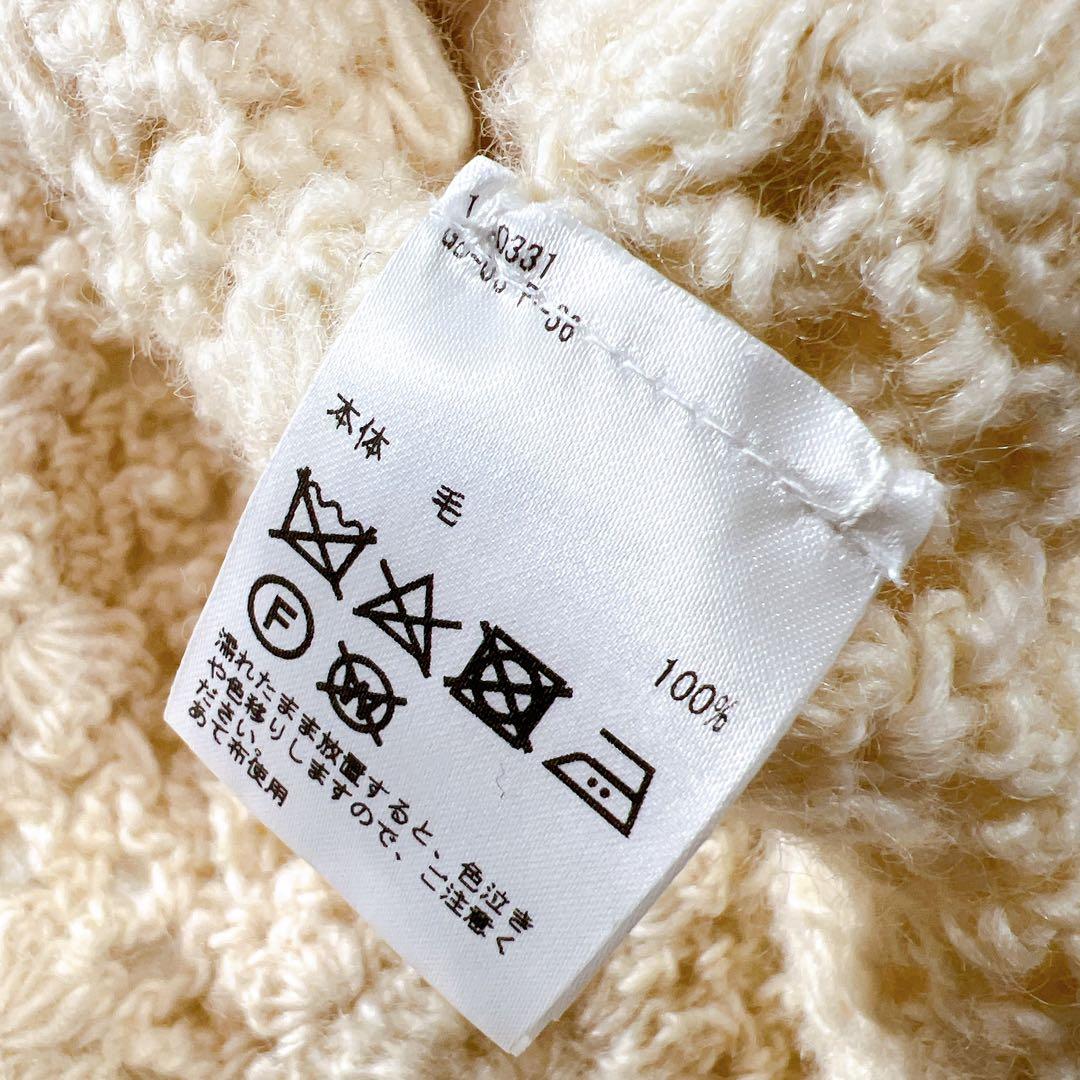 0331
本体
毛 100%
F
W
濡れたまま放置すると、色泣き
や色移りしますので、ご注意く
ださい。
あて布使用